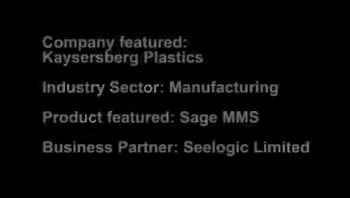 Company featured:
Kaysersberg Plastics
Industry Sector: Manufacturing
Product featured: Sage MMS
Business Partner: Seelogic Limited